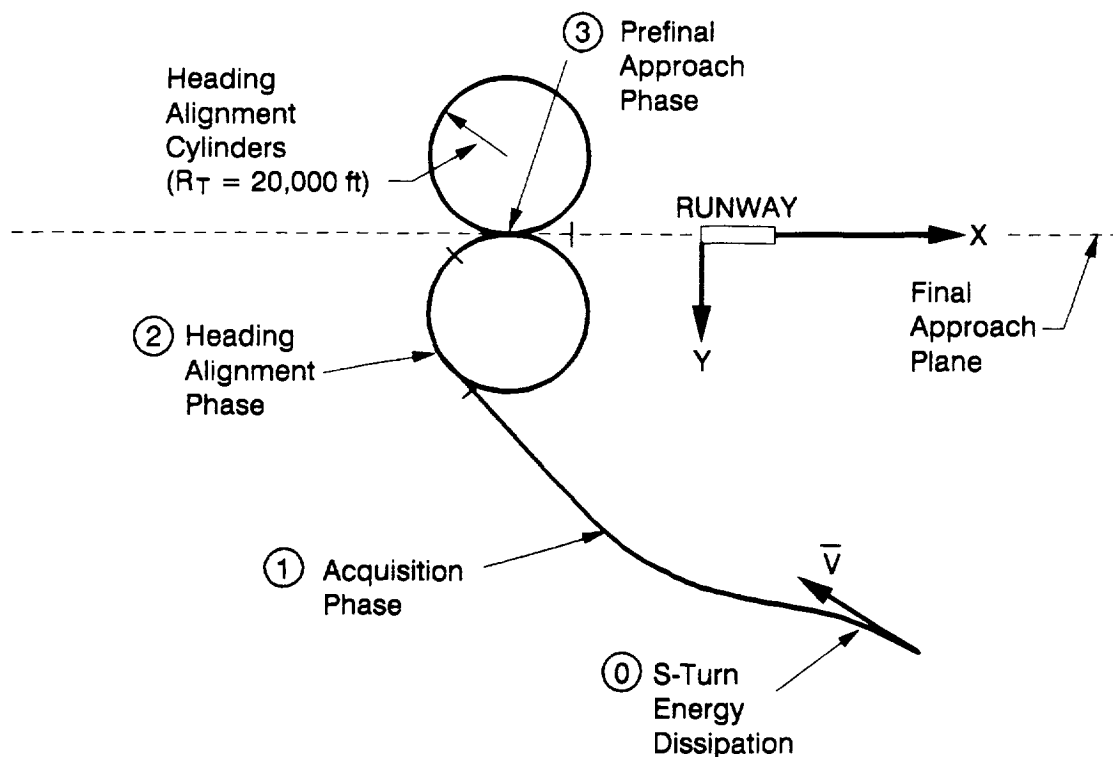 ③ Prefinal
Approach
Phase
Heading
Alignment
Cylinders
(R_T = 20,000 ft)
RUNWAY
X
Y
Final
Approach
Plane
② Heading
Alignment
Phase
① Acquisition
Phase
V̅
⓪ S-Turn
Energy
Dissipation